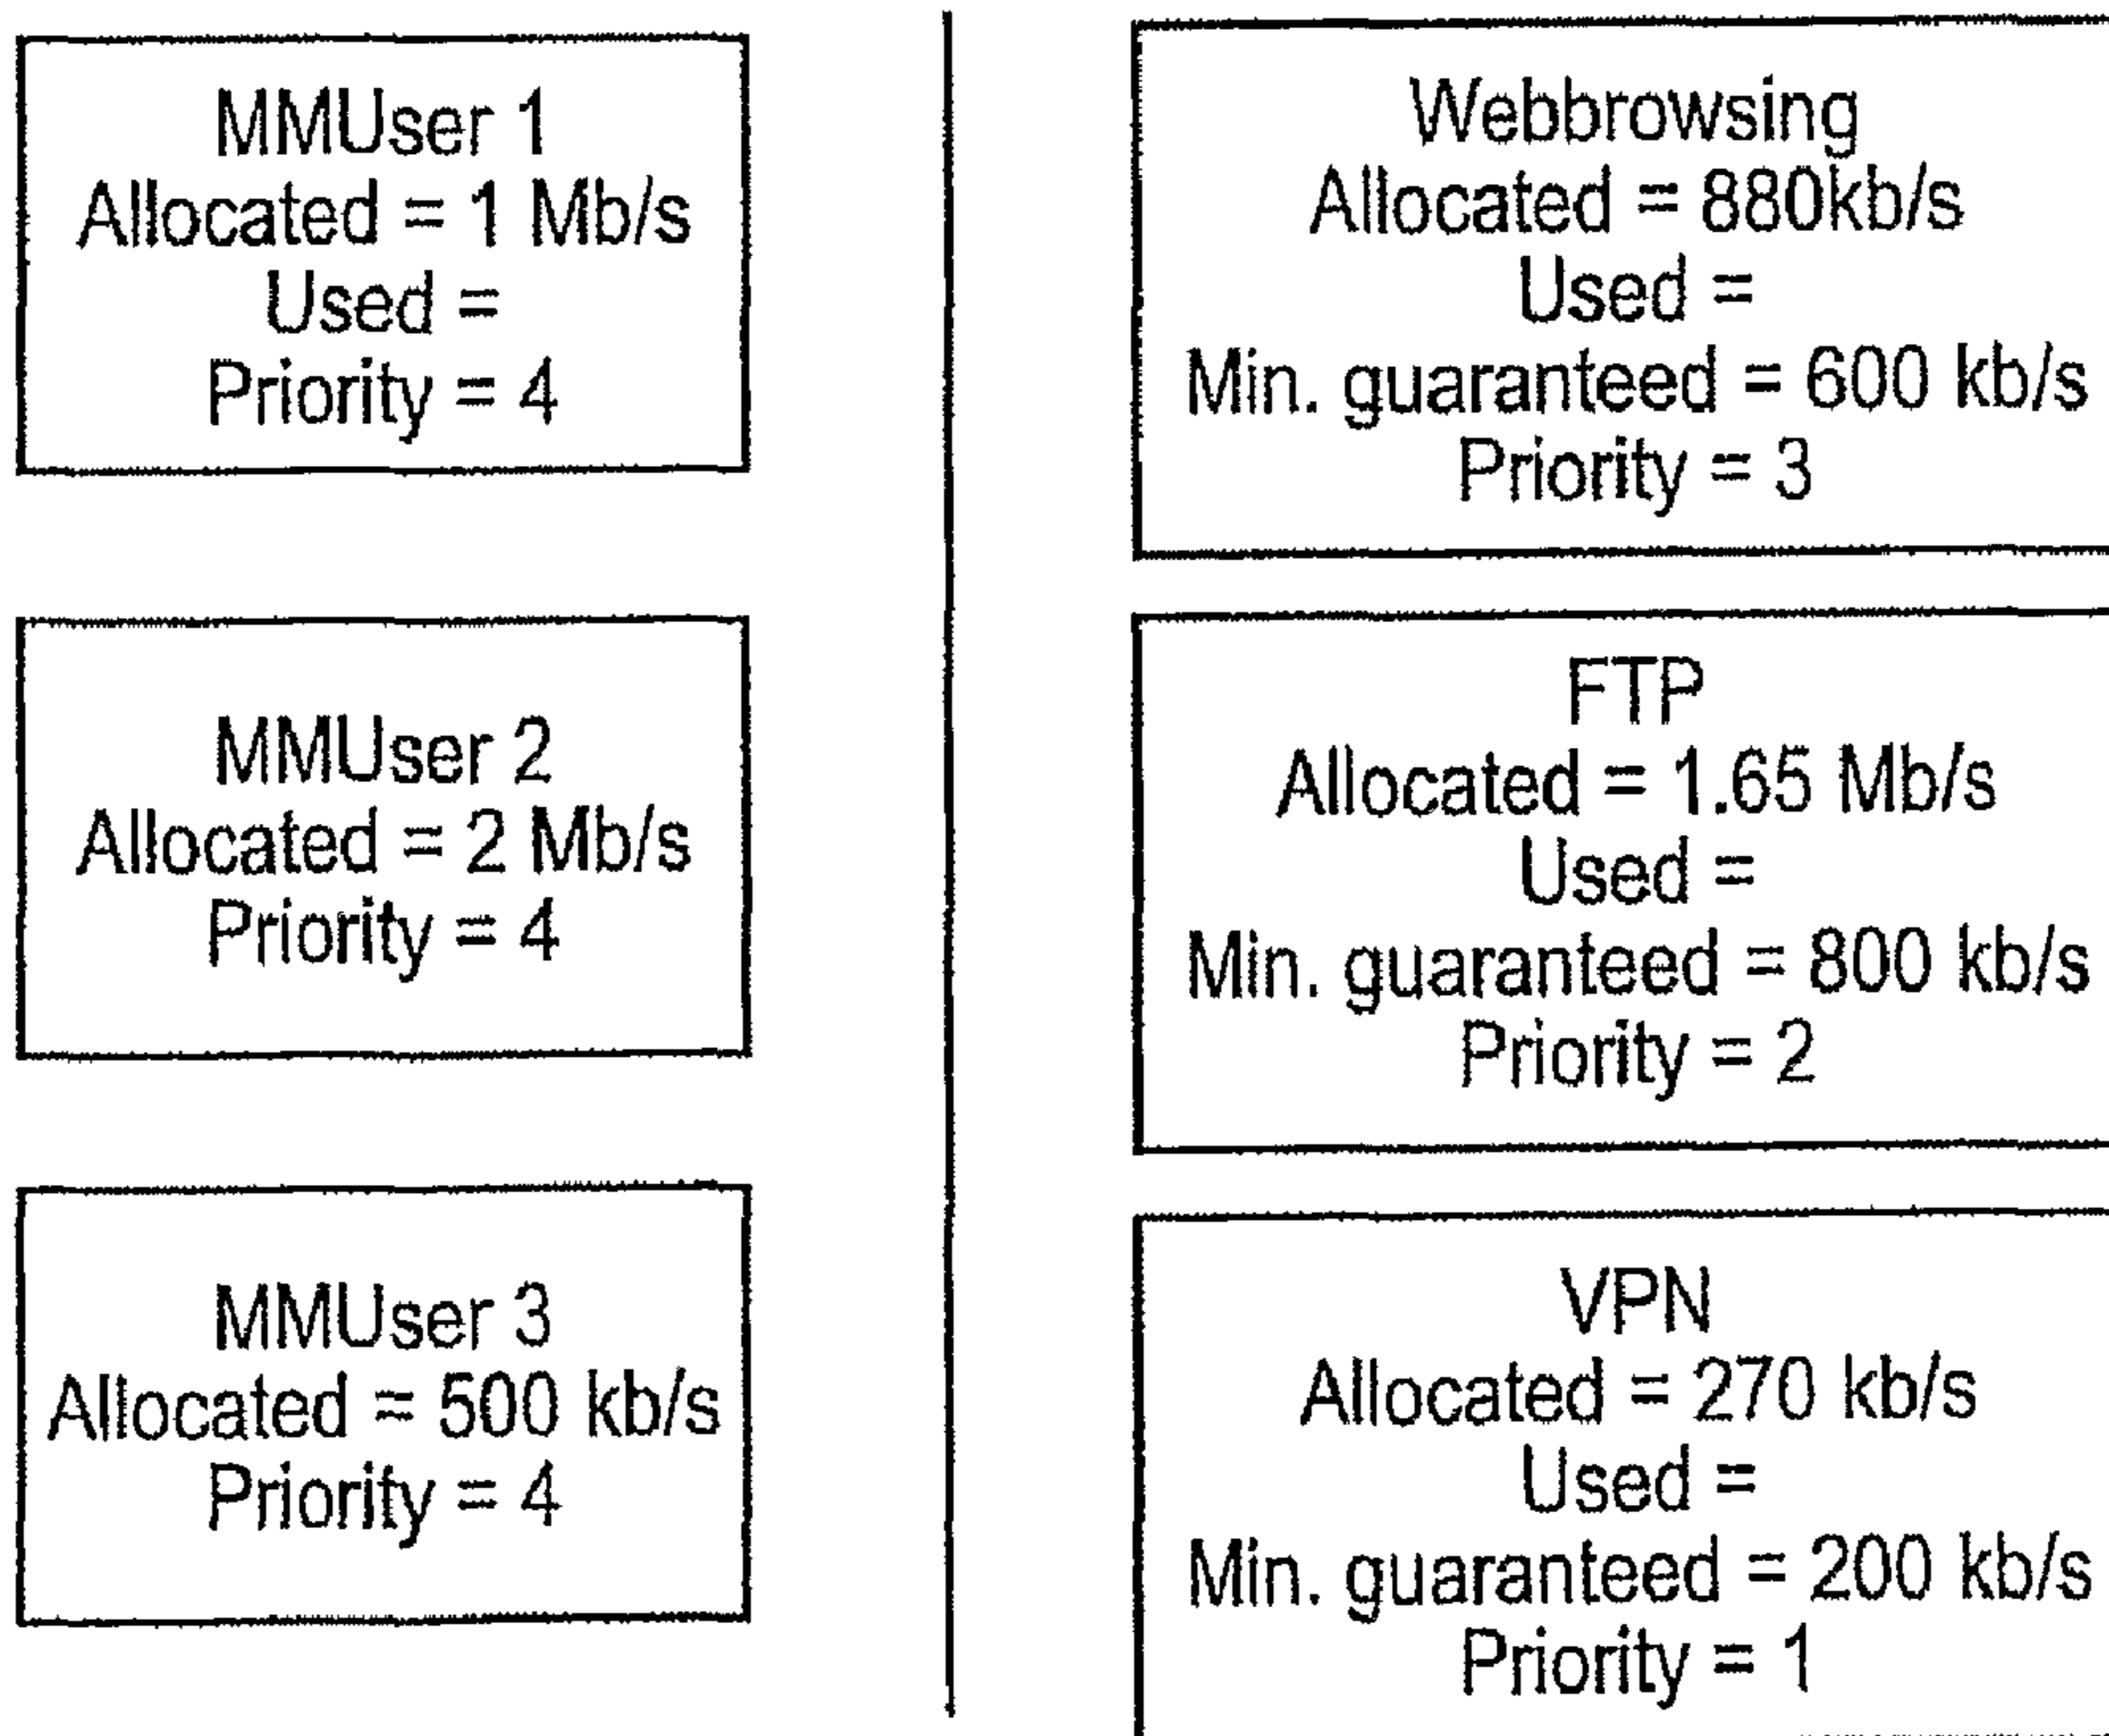 MMUser 1
Allocated = 1 Mb/s
Used =
Priority = 4
MMUser 2
Allocated = 2 Mb/s
Priority = 4
MMUser 3
Allocated = 500 kb/s
Priority = 4
Webbrowsing
Allocated = 880kb/s
Used =
Min. guaranteed = 600 kb/s
Priority = 3
FTP
Allocated = 1.65 Mb/s
Used =
Min. guaranteed = 800 kb/s
Priority = 2
VPN
Allocated = 270 kb/s
Used =
Min. guaranteed = 200 kb/s
Priority = 1